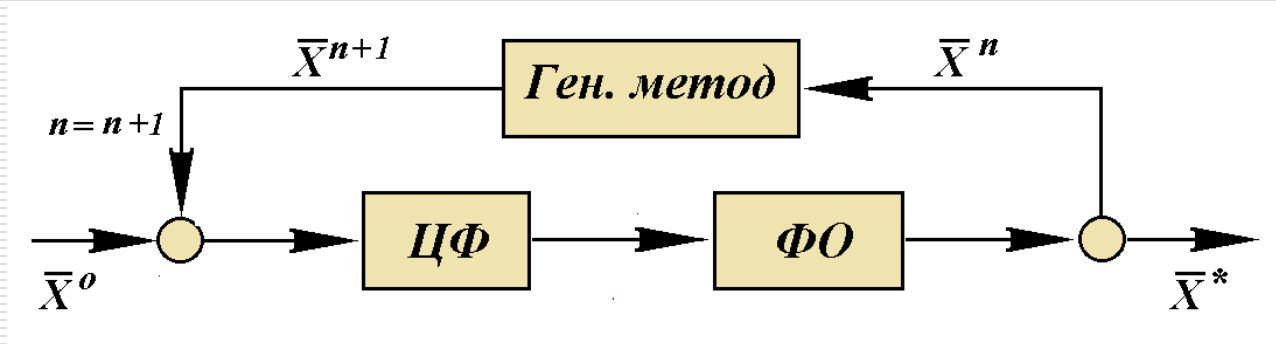 X̅ⁿ⁺¹
Ген. метод
X̅ ⁿ
n = n +1
ЦФ
ФО
X̅ᵒ
X̅*